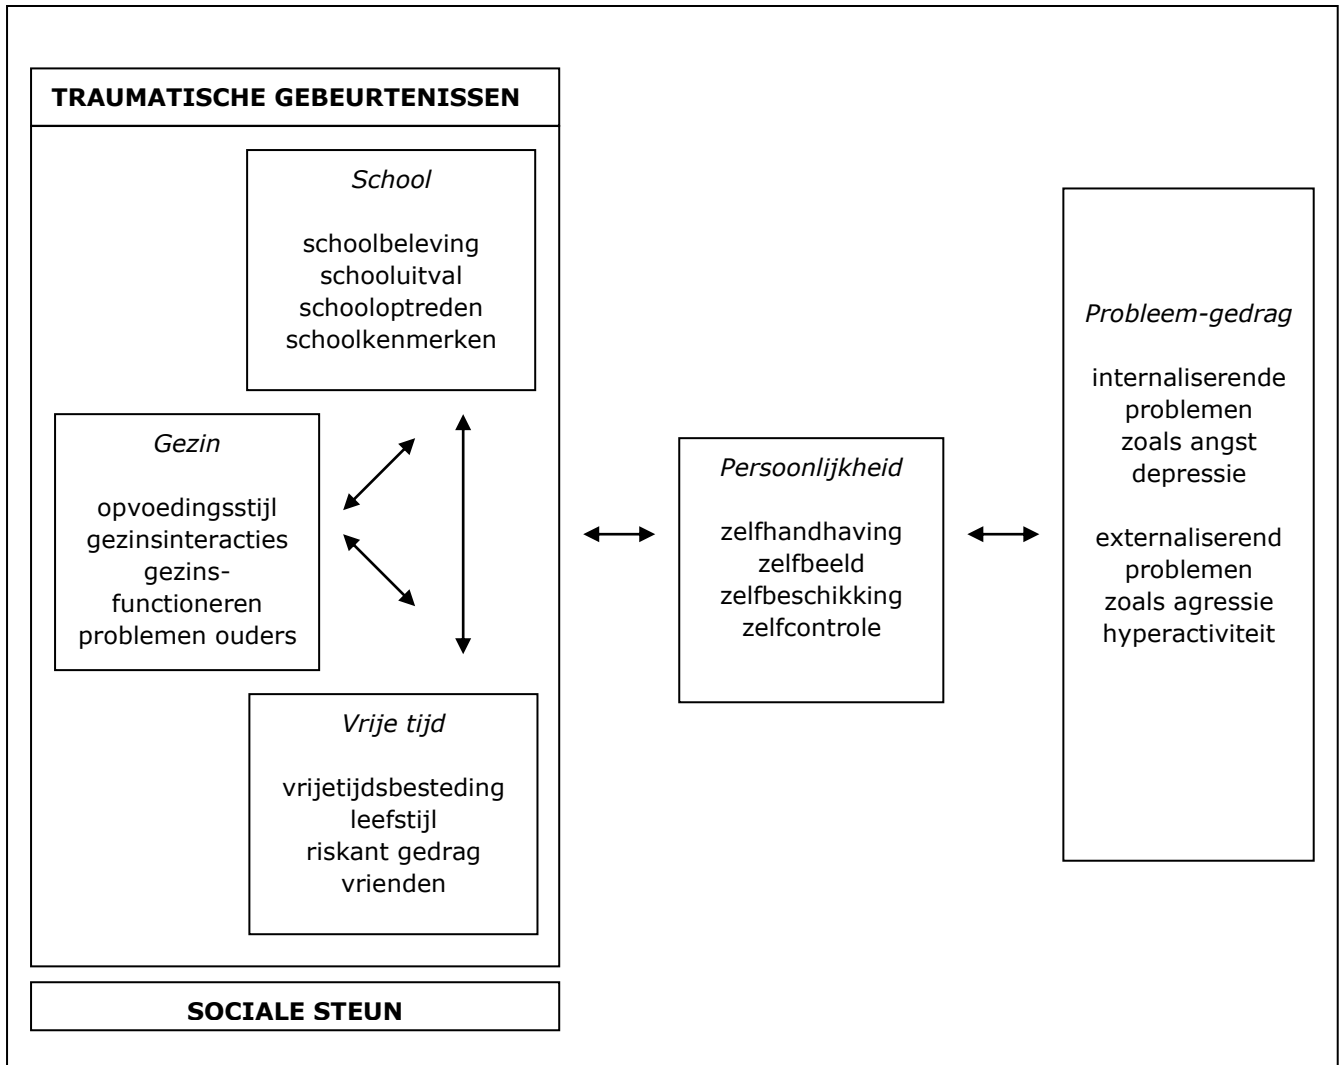 TRAUMATISCHE GEBEURTENISSEN
School
schoolbeleving
schooluitval
schooloptreden
schoolkenmerken
Gezin
opvoedingsstijl
gezinsinteracties
gezins-
functioneren
problemen ouders
Vrije tijd
vrijetijdsbesteding
leefstijl
riskant gedrag
vrienden
SOCIALE STEUN
Persoonlijkheid
zelfhandhaving
zelfbeeld
zelfbeschikking
zelfcontrole
Probleem-gedrag
internaliserende
problemen
zoals angst
depressie
externaliserend
problemen
zoals agressie
hyperactiviteit